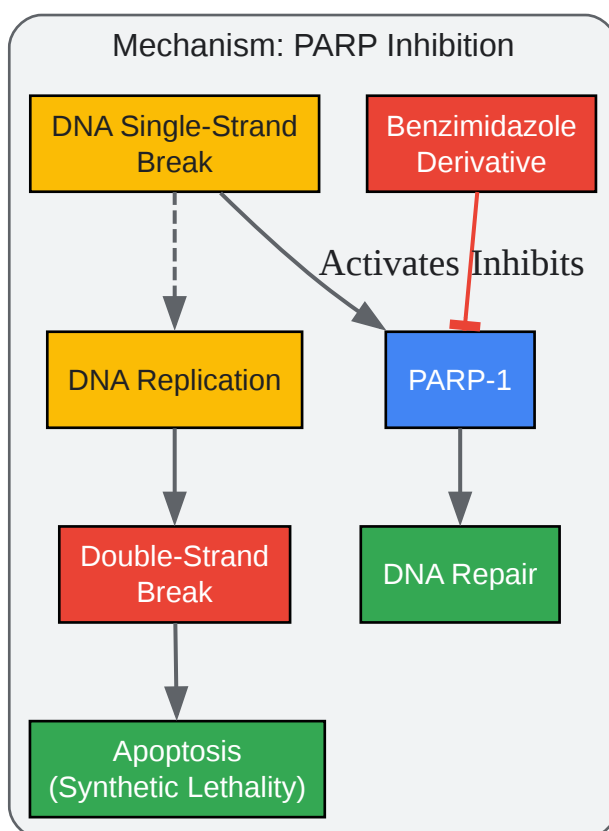 Mechanism: PARP Inhibition
DNA Single-Strand
Break
Benzimidazole
Derivative
Activates
Inhibits
DNA Replication
PARP-1
Double-Strand
Break
DNA Repair
Apoptosis
(Synthetic Lethality)